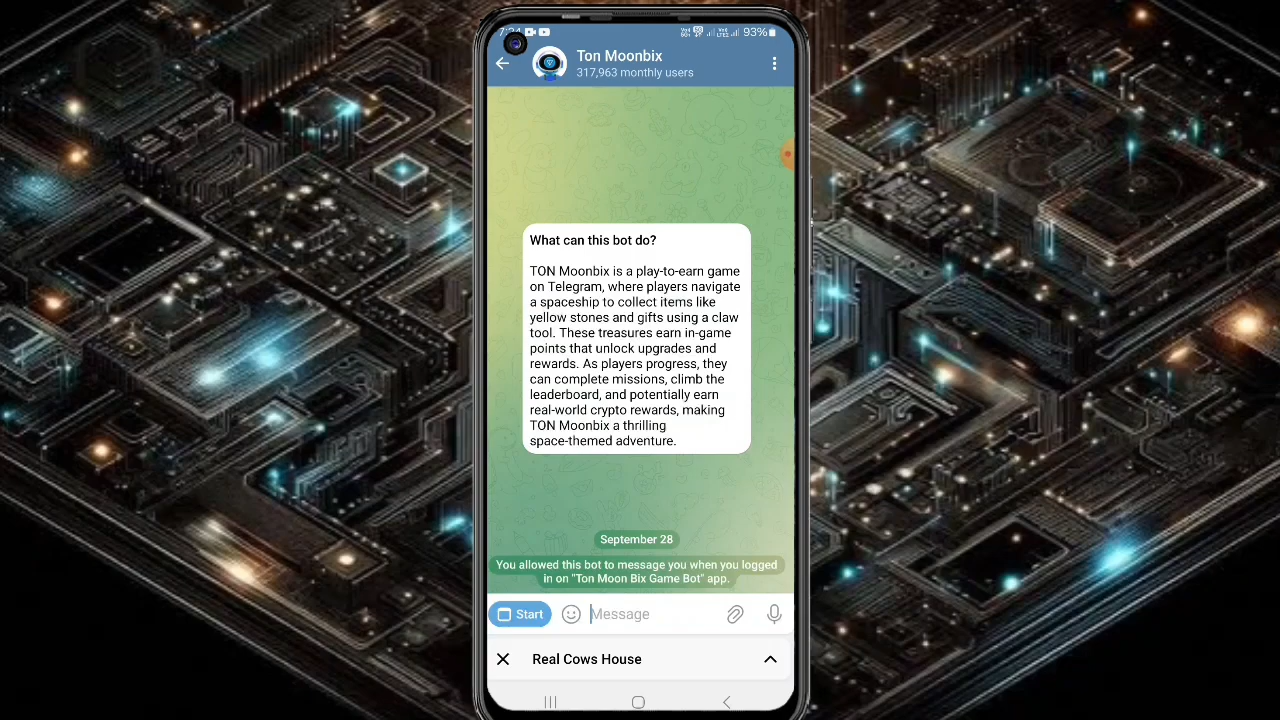 7:24
93%
Ton Moonbix
317,963 monthly users
What can this bot do?
TON Moonbix is a play-to-earn game
on Telegram, where players navigate
a spaceship to collect items like
yellow stones and gifts using a claw
tool. These treasures earn in-game
points that unlock upgrades and
rewards. As players progress, they
can complete missions, climb the
leaderboard, and potentially earn
real-world crypto rewards, making
TON Moonbix a thrilling
space-themed adventure.
September 28
You allowed this bot to message you when you logged
in on "Ton Moon Bix Game Bot" app.
Start
Message
Real Cows House